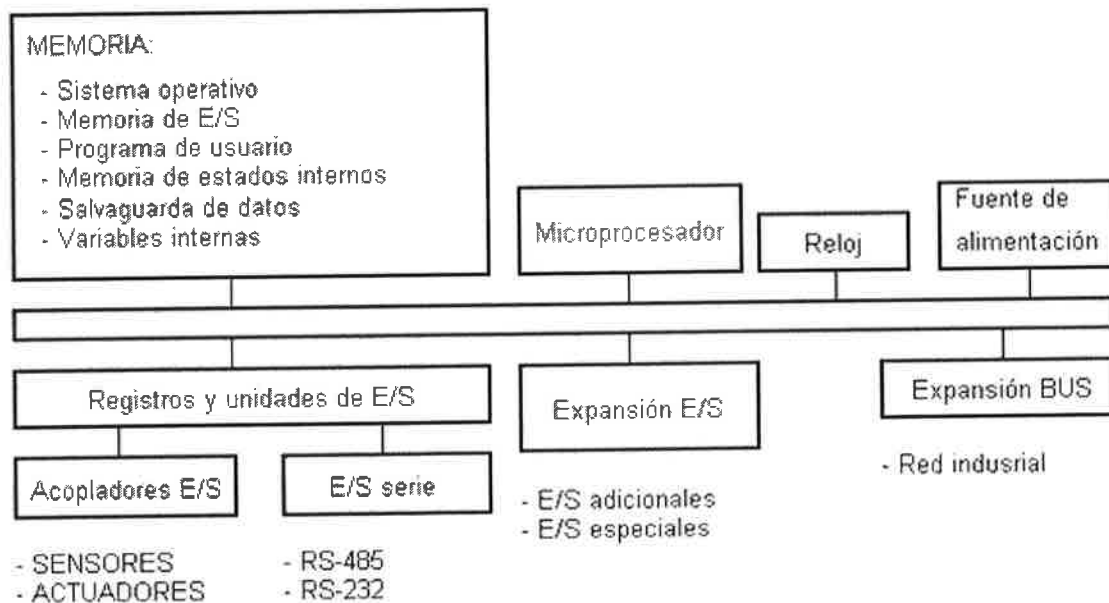 MEMORIA:
- Sistema operativo
- Memoria de E/S
- Programa de usuario
- Memoria de estados internos
- Salvaguarda de datos
- Variables internas
Microprocesador
Reloj
Fuente de
alimentación
Registros y unidades de E/S
Expansión E/S
Expansión BUS
Acopladores E/S
E/S serie
- Red indusrial
- E/S adicionales
- E/S especiales
- SENSORES
- ACTUADORES
- RS-485
- RS-232